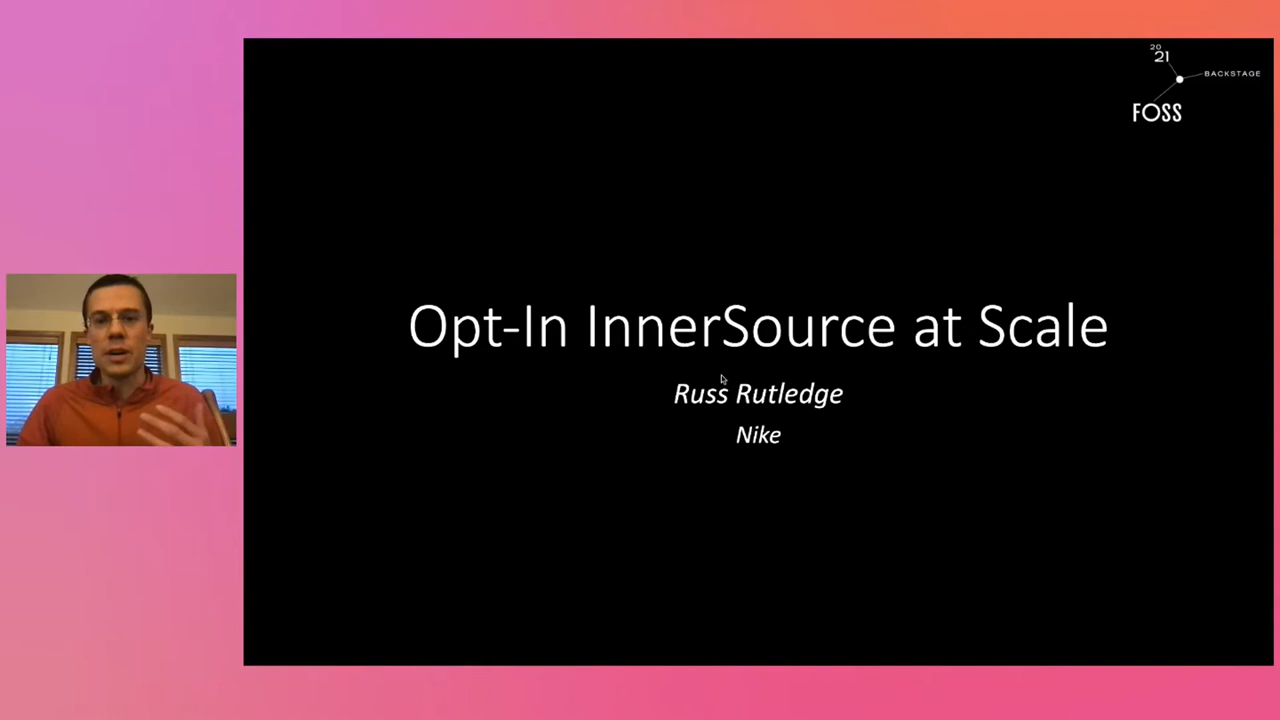 20
21
BACKSTAGE
FOSS
Opt-In InnerSource at Scale
Russ Rutledge
Nike